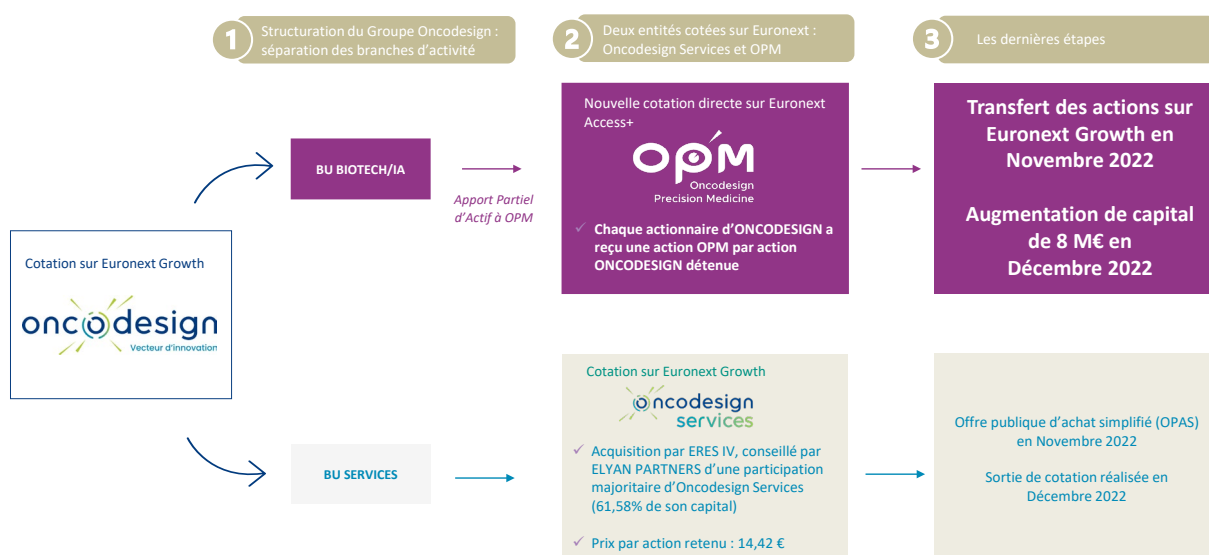 1
Structuration du Groupe Oncodesign :
séparation des branches d'activité
2
Deux entités cotées sur Euronext :
Oncodesign Services et OPM
3
Les dernières étapes
Cotation sur Euronext Growth
oncodesign
Vecteur d'innovation
BU BIOTECH/IA
Apport Partiel
d'Actif à OPM
Nouvelle cotation directe sur Euronext
Access+
OPM
Oncodesign
Precision Medicine
✓ Chaque actionnaire d'ONCODESIGN a
reçu une action OPM par action
ONCODESIGN détenue
Transfert des actions sur
Euronext Growth en
Novembre 2022
Augmentation de capital
de 8 M€ en
Décembre 2022
BU SERVICES
Cotation sur Euronext Growth
oncodesign
services
✓ Acquisition par ERES IV, conseillé par
ELYAN PARTNERS d'une participation
majoritaire d'Oncodesign Services
(61,58% de son capital)
✓ Prix par action retenu : 14,42 €
Offre publique d'achat simplifié (OPAS)
en Novembre 2022
Sortie de cotation réalisée en
Décembre 2022